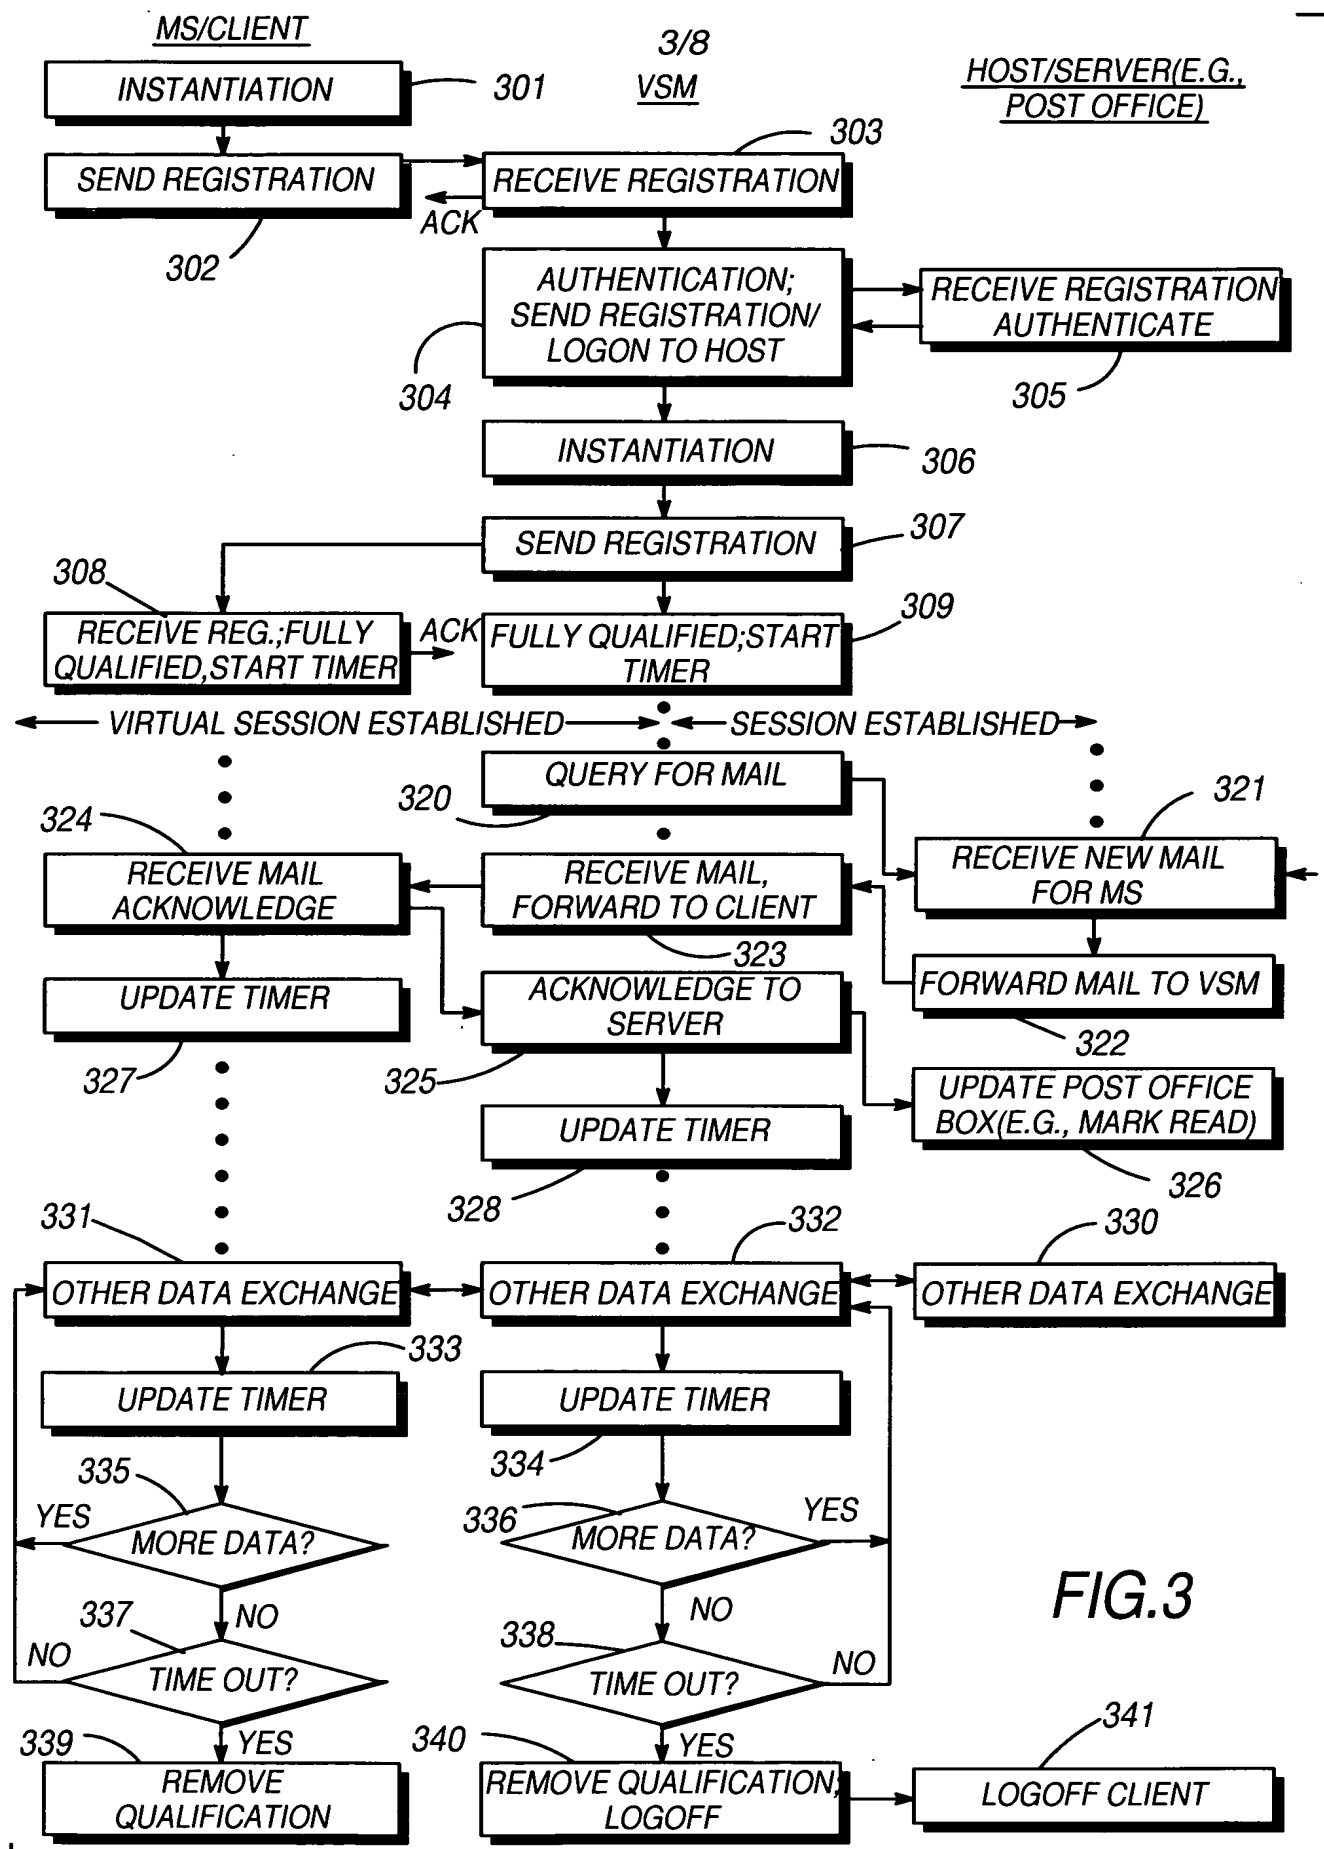 MS/CLIENT
3/8
VSM
HOST/SERVER(E.G.,
POST OFFICE)
INSTANTIATION
301
303
SEND REGISTRATION
RECEIVE REGISTRATION
ACK
302
AUTHENTICATION;
SEND REGISTRATION/
LOGON TO HOST
RECEIVE REGISTRATION
AUTHENTICATE
304
305
INSTANTIATION
306
307
SEND REGISTRATION
308
309
RECEIVE REG.;FULLY
QUALIFIED,START TIMER
ACK
FULLY QUALIFIED;START
TIMER
VIRTUAL SESSION ESTABLISHED
SESSION ESTABLISHED
QUERY FOR MAIL
320
321
324
RECEIVE MAIL
ACKNOWLEDGE
RECEIVE MAIL,
FORWARD TO CLIENT
RECEIVE NEW MAIL
FOR MS
323
UPDATE TIMER
ACKNOWLEDGE TO
SERVER
FORWARD MAIL TO VSM
322
327
325
UPDATE POST OFFICE
BOX(E.G., MARK READ)
UPDATE TIMER
326
328
331
332
330
OTHER DATA EXCHANGE
OTHER DATA EXCHANGE
OTHER DATA EXCHANGE
333
UPDATE TIMER
UPDATE TIMER
334
335
336
YES
MORE DATA?
MORE DATA?
YES
FIG.3
NO
NO
337
338
NO
TIME OUT?
TIME OUT?
NO
YES
YES
339
340
341
REMOVE
QUALIFICATION
REMOVE QUALIFICATION;
LOGOFF
LOGOFF CLIENT